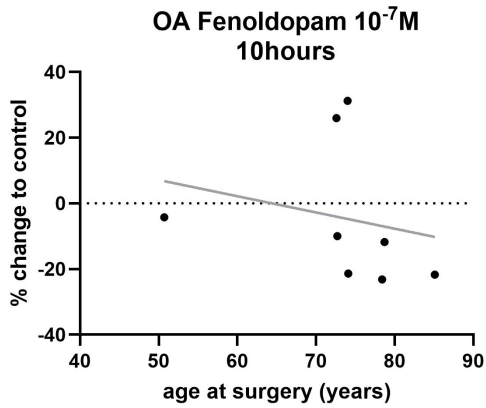 OA Fenoldopam 10⁻⁷M
10hours
% change to control
40
20
0
-20
-40
40 50 60 70 80 90
age at surgery (years)